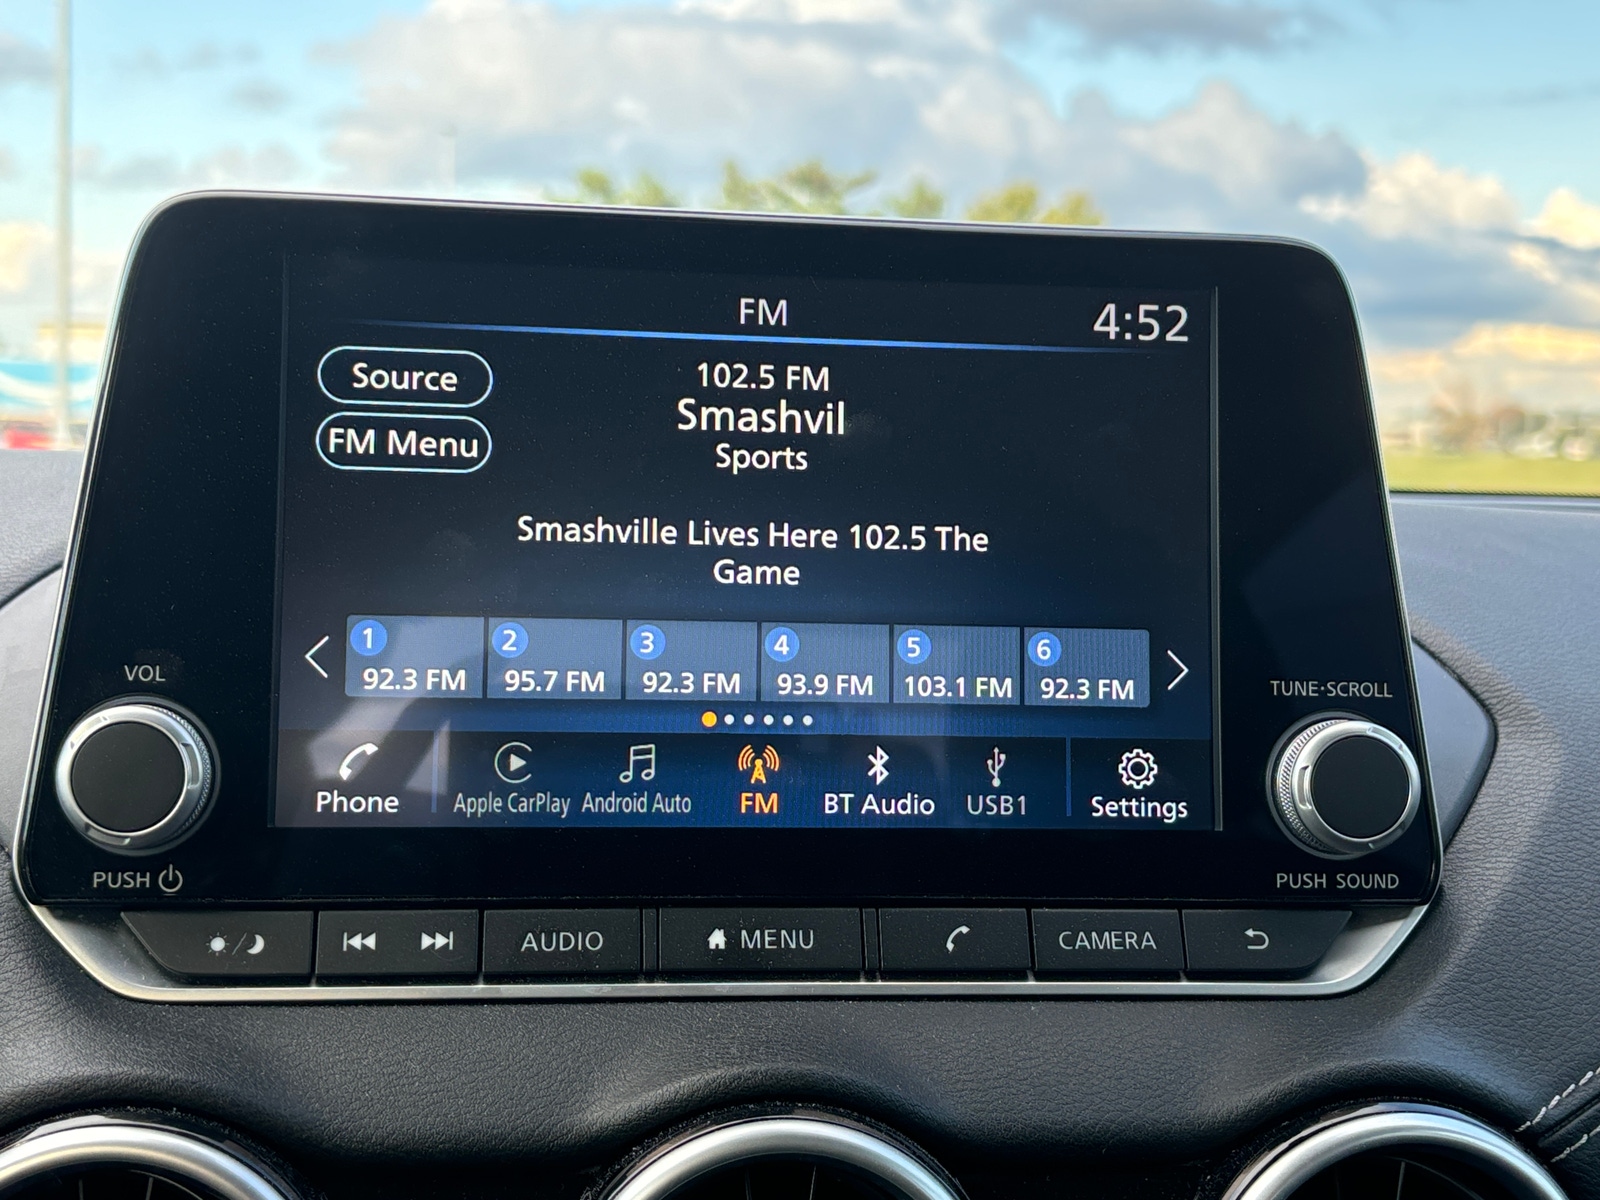 FM
4:52
Source
102.5 FM
Smashvil
FM Menu
Sports
Smashville Lives Here 102.5 The
Game
1
2
3
4
5
6
92.3 FM
95.7 FM
92.3 FM
93.9 FM
103.1 FM
92.3 FM
VOL
TUNE·SCROLL
Phone
Apple CarPlay
Android Auto
FM
BT Audio
USB1
Settings
PUSH
PUSH SOUND
AUDIO
MENU
CAMERA